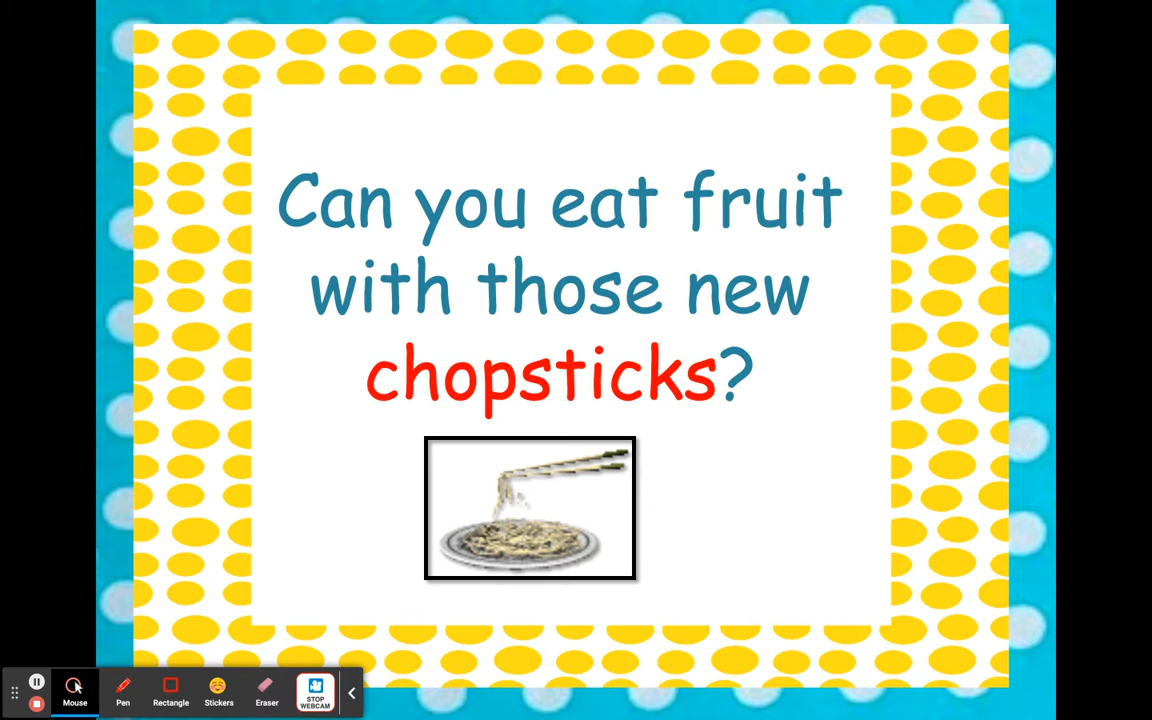 Can you eat fruit
with those new
chopsticks?
Mouse
Pen
Rectangle
Stickers
Eraser
STOP
WEBCAM